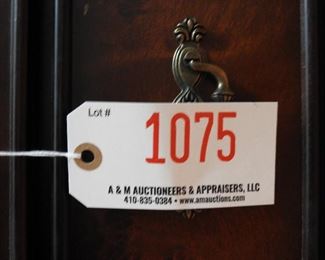 Lot #
1075
A & M AUCTIONEERS & APPRAISERS, LLC
410-835-0384 • www.amauctions.com